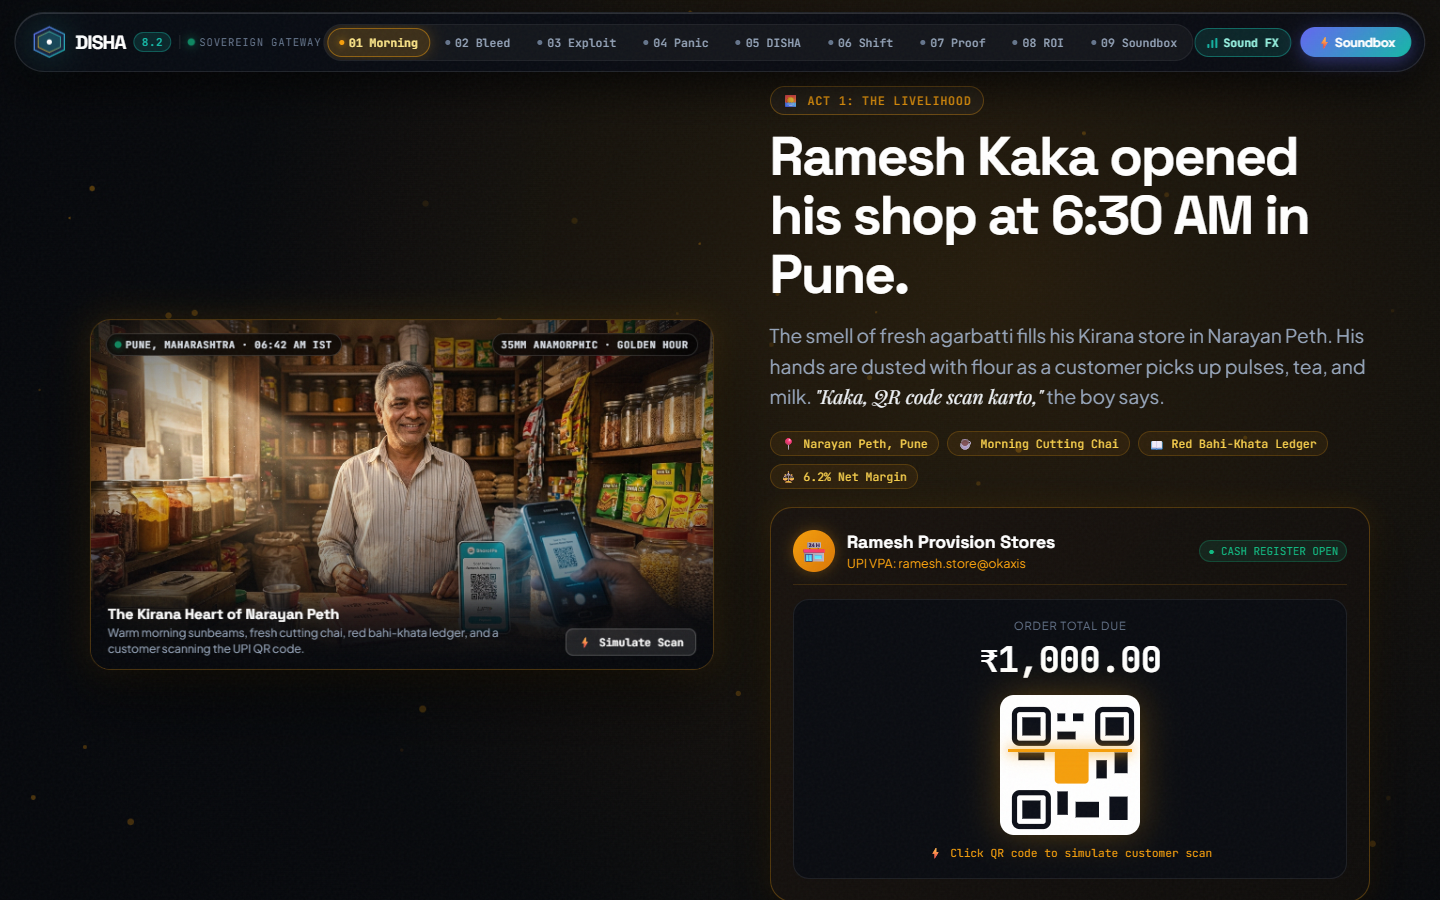 DISHA 8.2 SOVEREIGN GATEWAY 01 Morning 02 Bleed 03 Exploit 04 Panic 05 DISHA 06 Shift 07 Proof 08 ROI 09 Soundbox Sound FX Soundbox
PUNE, MAHARASHTRA · 06:42 AM IST
35MM ANAMORPHIC · GOLDEN HOUR
The Kirana Heart of Narayan Peth
Warm morning sunbeams, fresh cutting chai, red bahi-khata ledger, and a
customer scanning the UPI QR code.
Simulate Scan
ACT 1: THE LIVELIHOOD
Ramesh Kaka opened
his shop at 6:30 AM in
Pune.
The smell of fresh agarbatti fills his Kirana store in Narayan Peth. His
hands are dusted with flour as a customer picks up pulses, tea, and
milk. "Kaka, QR code scan karto," the boy says.
Narayan Peth, Pune
Morning Cutting Chai
Red Bahi-Khata Ledger
6.2% Net Margin
Ramesh Provision Stores
UPI VPA: ramesh.store@okaxis
CASH REGISTER OPEN
ORDER TOTAL DUE
₹1,000.00
Click QR code to simulate customer scan